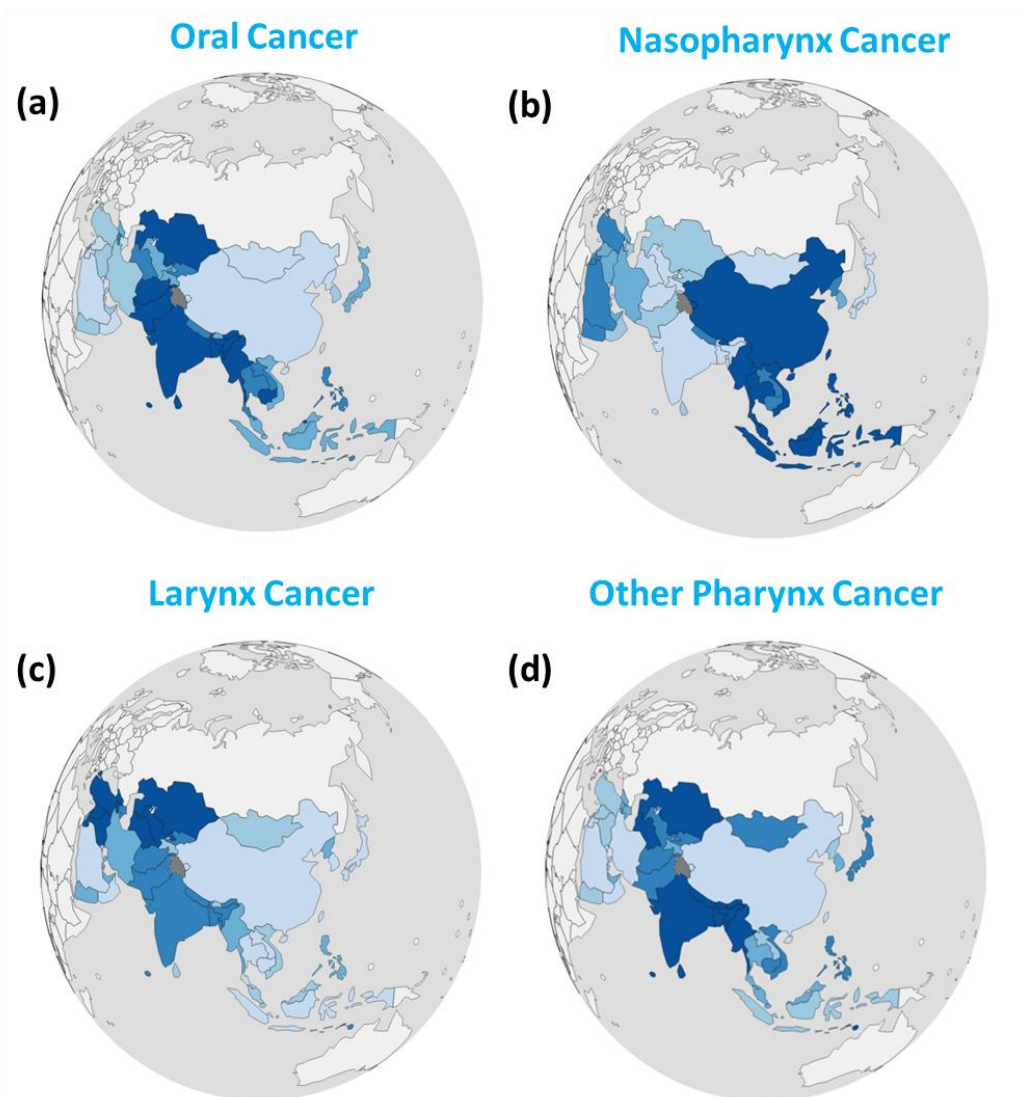 Oral Cancer
Nasopharynx Cancer
(a)
(b)
Larynx Cancer
Other Pharynx Cancer
(c)
(d)